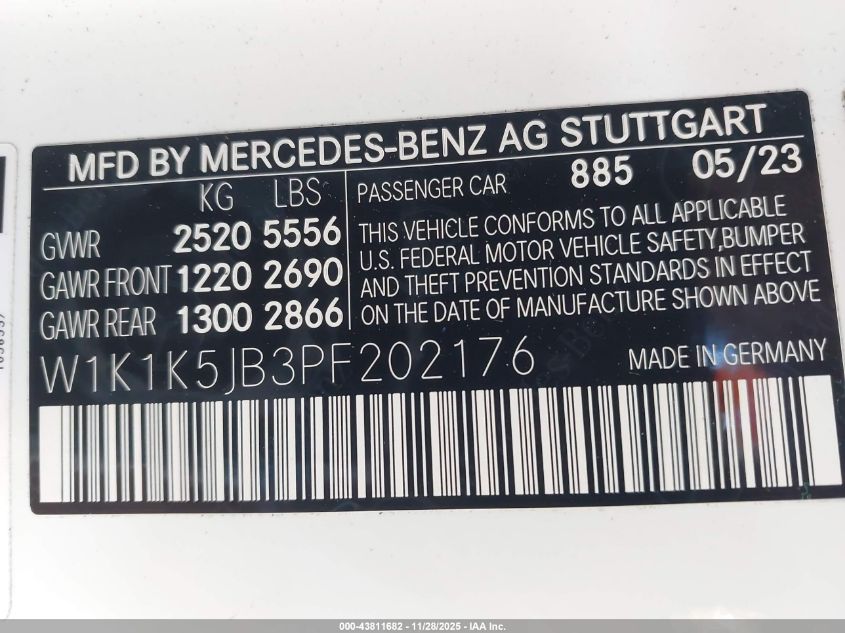 MFD BY MERCEDES-BENZ AG STUTTGART
KG LBS
GVWR 2520 5556
GAWR FRONT 1220 2690
GAWR REAR 1300 2866
PASSENGER CAR 885 05/23
THIS VEHICLE CONFORMS TO ALL APPLICABLE
U.S. FEDERAL MOTOR VEHICLE SAFETY,BUMPER
AND THEFT PREVENTION STANDARDS IN EFFECT
ON THE DATE OF MANUFACTURE SHOWN ABOVE
W1K1K5JB3PF202176 MADE IN GERMANY
000-43811682 - 11/28/2025 - IAA Inc.